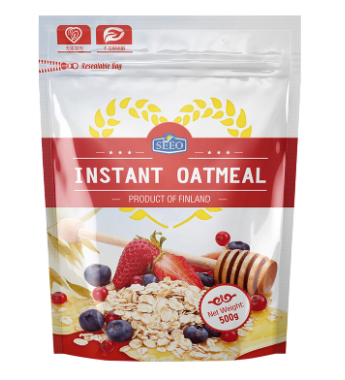 Resealable Bag
SEEO
INSTANT OATMEAL
PRODUCT OF FINLAND
Net Weight:
500g